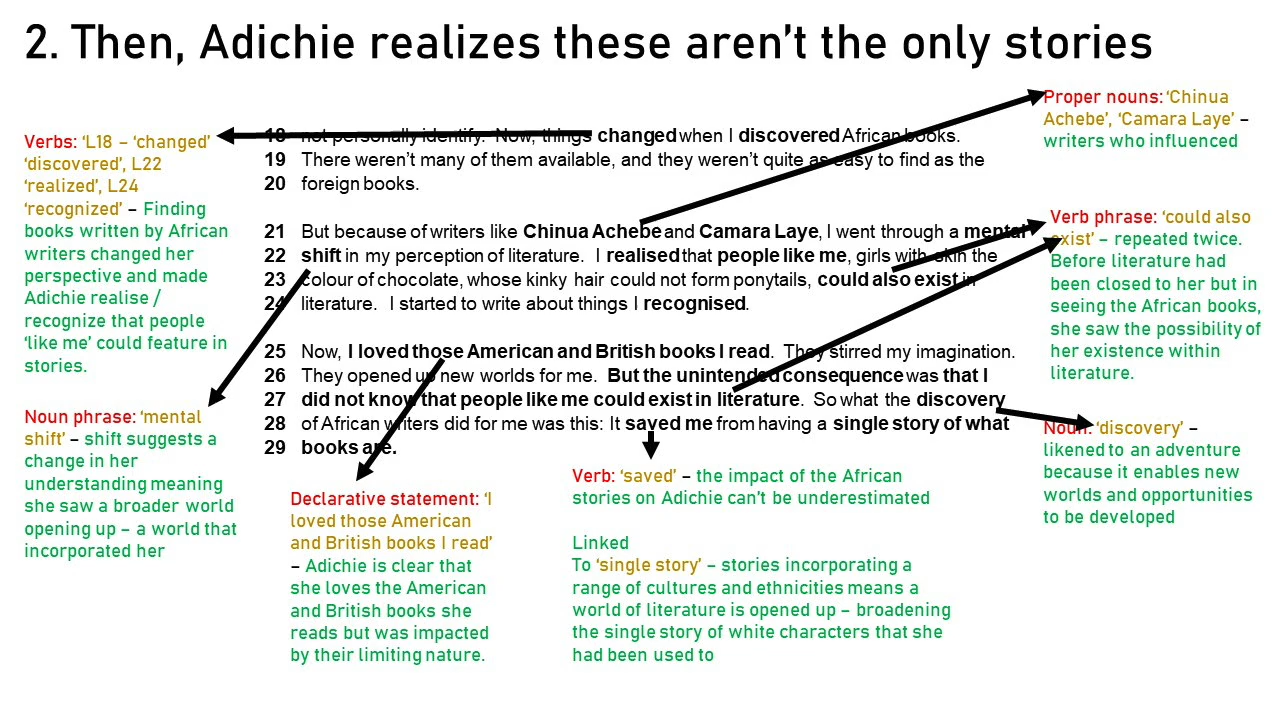 2. Then, Adichie realizes these aren't the only stories
Verbs: 'L18 – 'changed'
'discovered', L22
'realized', L24
'recognized' – Finding
books written by African
writers changed her
perspective and made
Adichie realise /
recognize that people
'like me' could feature in
stories.
Noun phrase: 'mental
shift' – shift suggests a
change in her
understanding meaning
she saw a broader world
opening up – a world that
incorporated her
18 not personally identify. Now, things changed when I discovered African books.
19 There weren't many of them available, and they weren't quite as easy to find as the
20 foreign books.
21 But because of writers like Chinua Achebe and Camara Laye, I went through a mental
22 shift in my perception of literature. I realised that people like me, girls with skin the
23 colour of chocolate, whose kinky hair could not form ponytails, could also exist in
24 literature. I started to write about things I recognised.
25 Now, I loved those American and British books I read. They stirred my imagination.
26 They opened up new worlds for me. But the unintended consequence was that I
27 did not know that people like me could exist in literature. So what the discovery
28 of African writers did for me was this: It saved me from having a single story of what
29 books are.
Declarative statement: 'I
loved those American
and British books I read'
– Adichie is clear that
she loves the American
and British books she
reads but was impacted
by their limiting nature.
Verb: 'saved' – the impact of the African
stories on Adichie can't be underestimated
Linked
To 'single story' – stories incorporating a
range of cultures and ethnicities means a
world of literature is opened up – broadening
the single story of white characters that she
had been used to
Proper nouns: 'Chinua
Achebe', 'Camara Laye' –
writers who influenced
Verb phrase: 'could also
exist' – repeated twice.
Before literature had
been closed to her but in
seeing the African books,
she saw the possibility of
her existence within
literature.
Noun: 'discovery' –
likened to an adventure
because it enables new
worlds and opportunities
to be developed